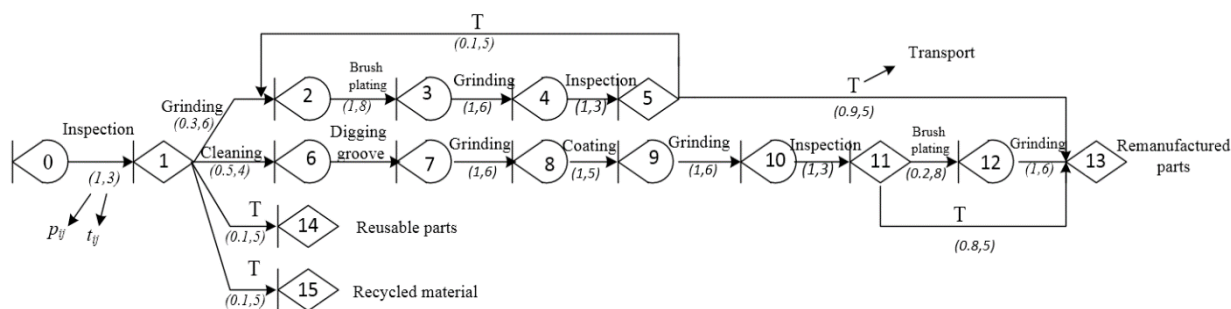 T
(0.1,5)
Transport
Brush
plating
(1,8)
Grinding
(1,6)
Inspection
(1,3)
T
(0.9,5)
2
3
4
5
Grinding
(0.3,6)
Inspection
(1,3)
0
1
p_ij
t_ij
Cleaning
(0.5,4)
Digging
groove
Grinding
(1,6)
Coating
(1,5)
Grinding
(1,6)
Inspection
(1,3)
Brush
plating
(0.2,8)
Grinding
(1,6)
6
7
8
9
10
11
12
13
Remanufactured
parts
T
(0.1,5)
14
Reusable parts
T
(0.8,5)
T
(0.1,5)
15
Recycled material